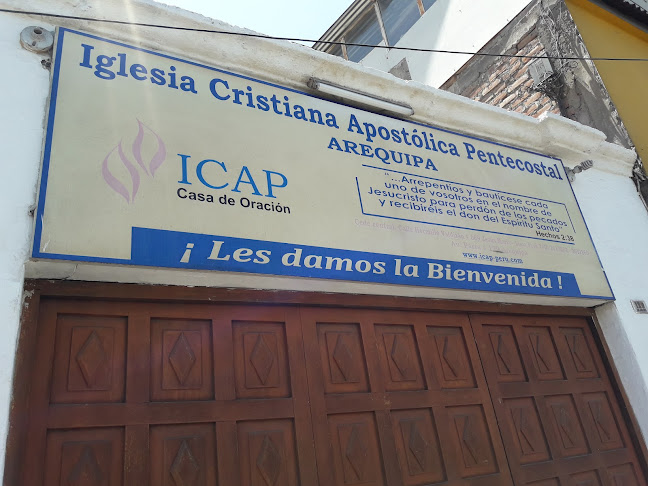 Iglesia Cristiana Apostólica Pentecostal
AREQUIPA
ICAP
Casa de Oración
"...Arrepentíos y bautícese cada
uno de vosotros en el nombre de
Jesucristo para perdón de los pecados
y recibiréis el don del Espíritu Santo"
Hechos 2:38
www.icap-peru.com
¡ Les damos la Bienvenida !